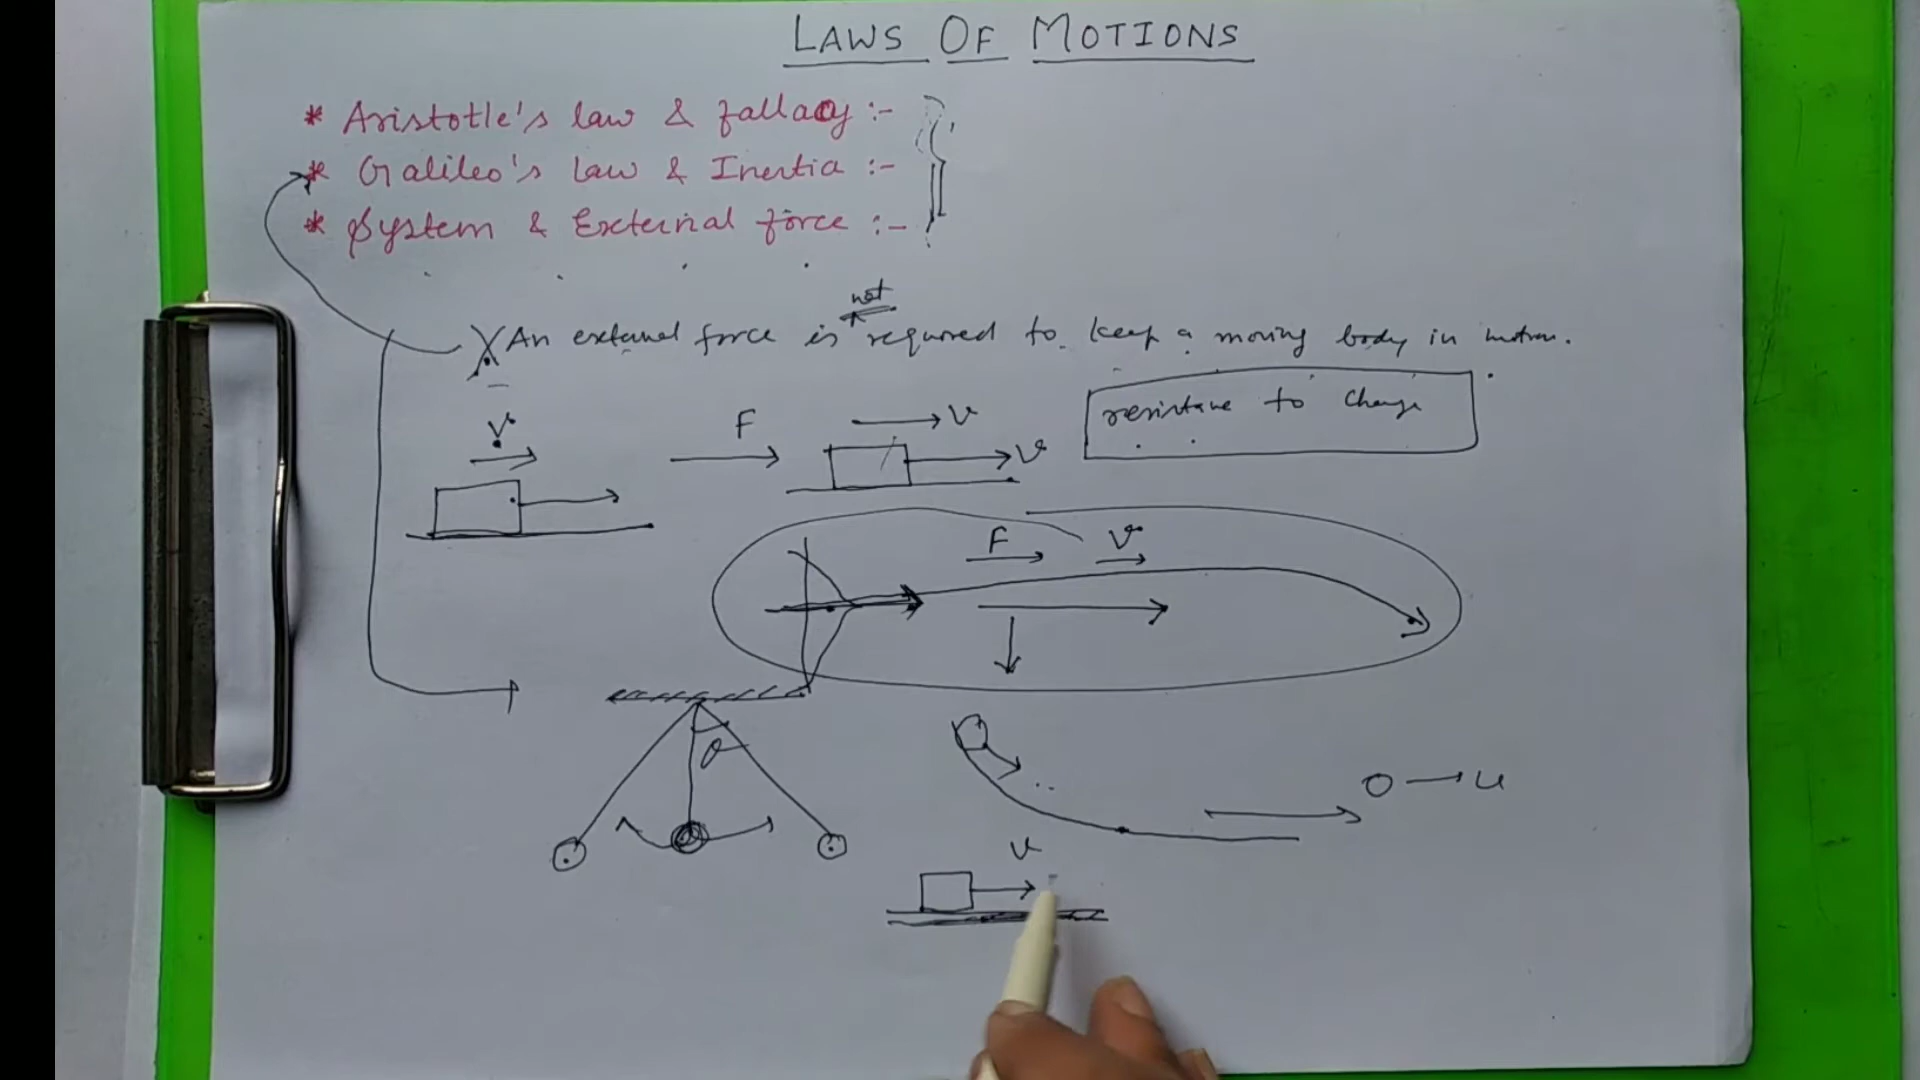 LAWS OF MOTIONS
* Aristotle's law & fallacy :-
* Galileo's law & Inertia :-
* System & External force :-
not
An external force is required to keep a moving body in motion.
resistance to change
v
F
v
v
F
v
θ
O → u
v